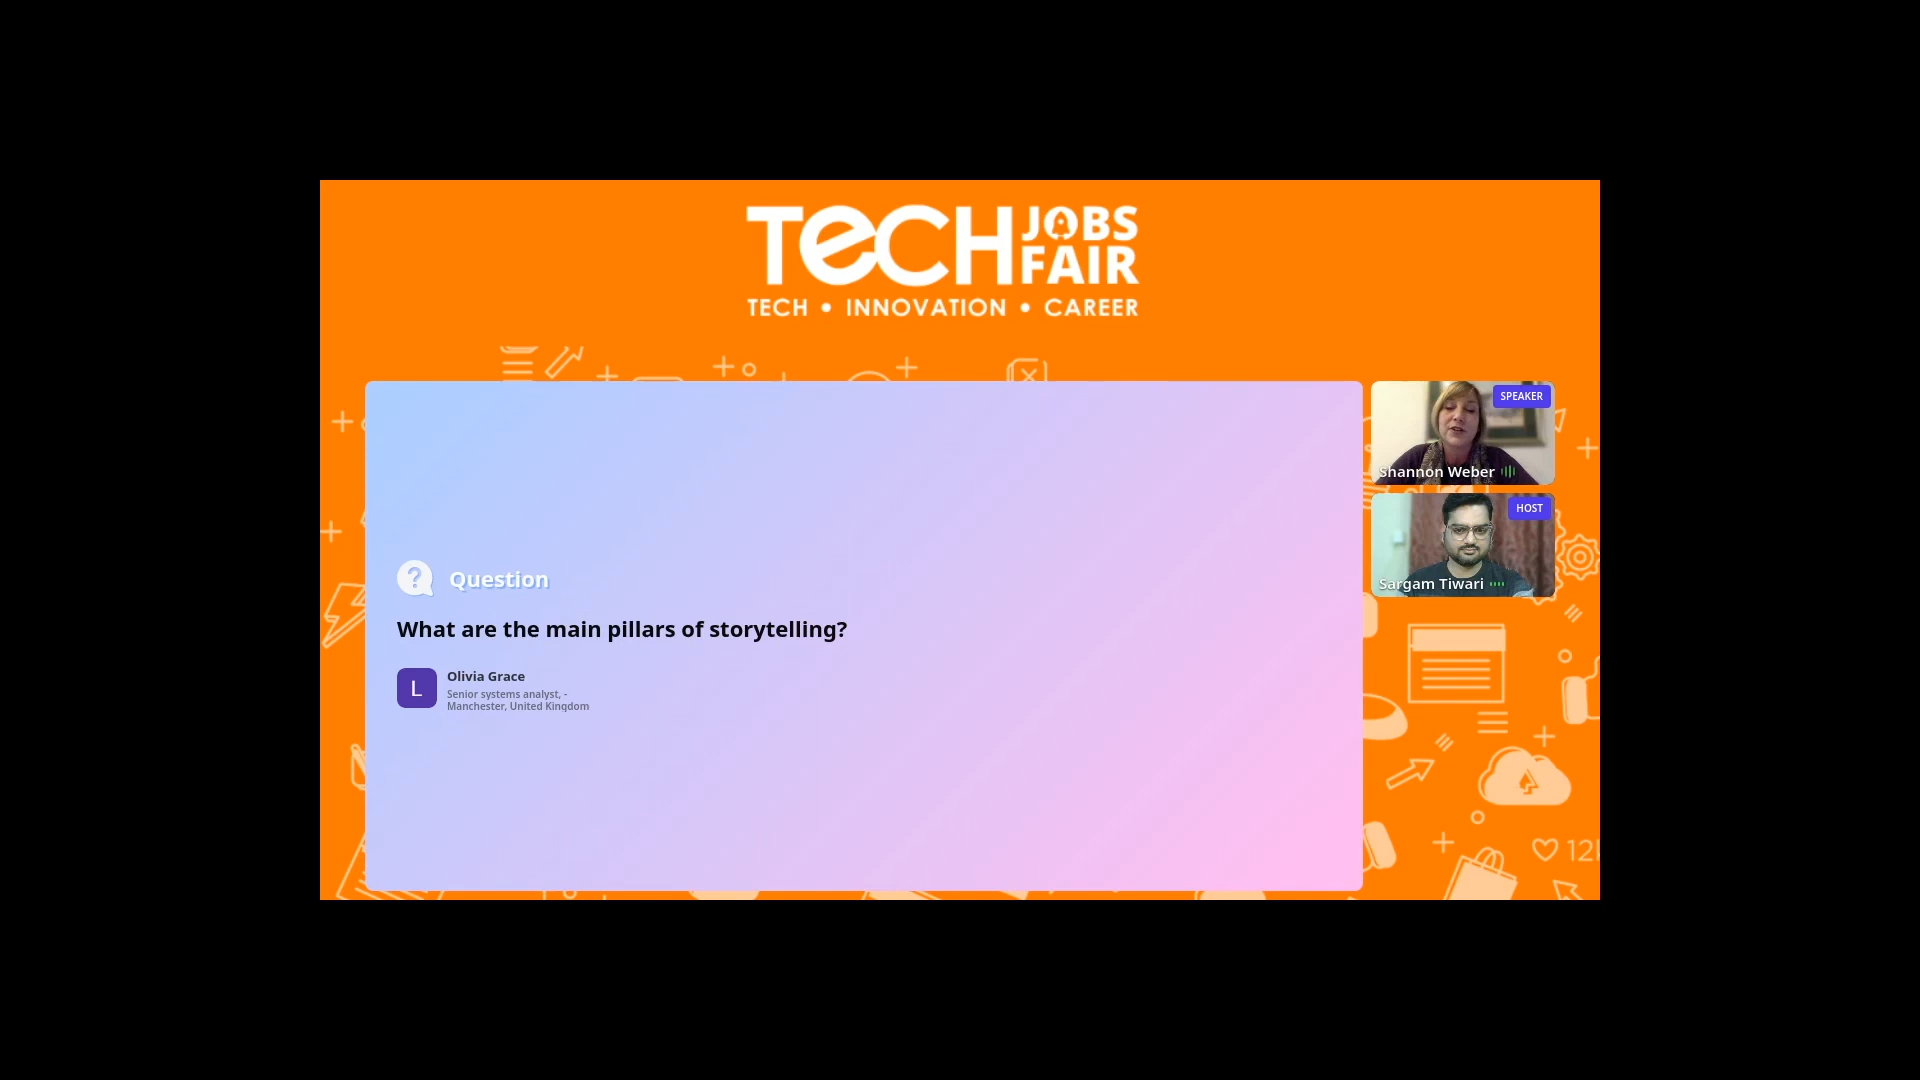 TECH JOBS
FAIR
TECH • INNOVATION • CAREER
SPEAKER
Shannon Weber
HOST
Sargam Tiwari
? Question
What are the main pillars of storytelling?
L
Olivia Grace
Senior systems analyst, -
Manchester, United Kingdom